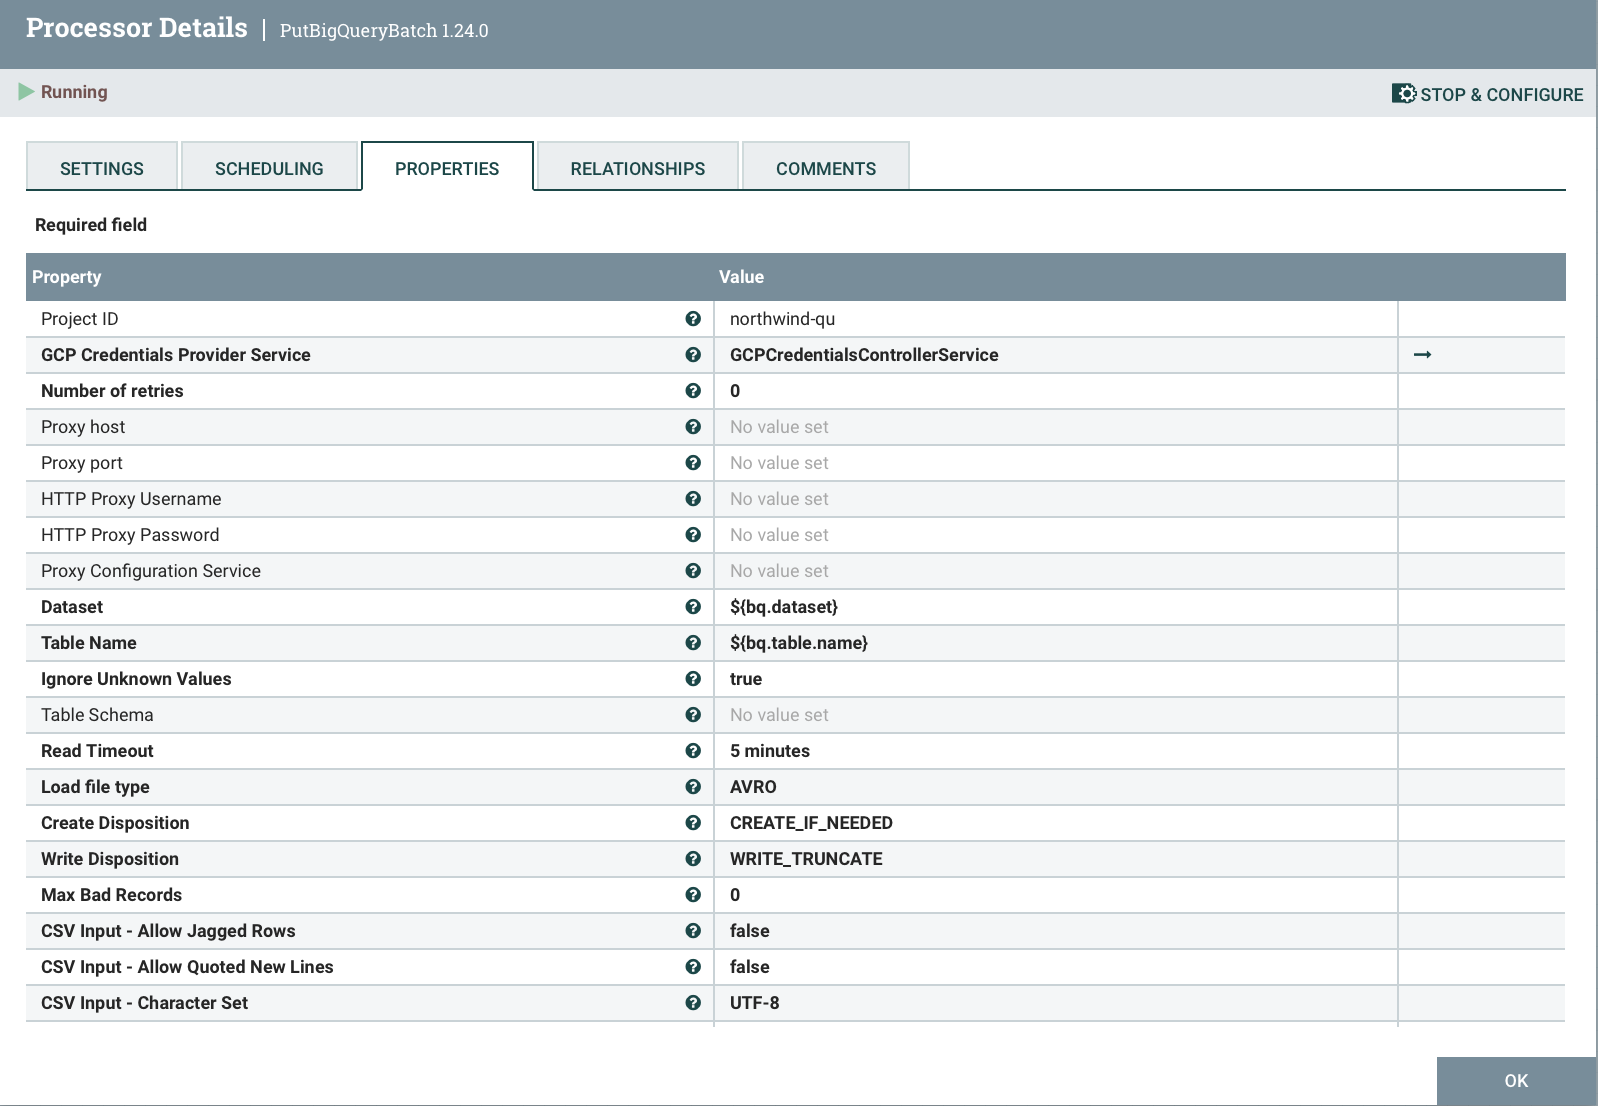 Processor Details | PutBigQueryBatch 1.24.0
Running
STOP & CONFIGURE
SETTINGS SCHEDULING PROPERTIES RELATIONSHIPS COMMENTS
Required field
Property Value
Project ID northwind-qu
GCP Credentials Provider Service GCPCredentialsControllerService
Number of retries 0
Proxy host No value set
Proxy port No value set
HTTP Proxy Username No value set
HTTP Proxy Password No value set
Proxy Configuration Service No value set
Dataset ${bq.dataset}
Table Name ${bq.table.name}
Ignore Unknown Values true
Table Schema No value set
Read Timeout 5 minutes
Load file type AVRO
Create Disposition CREATE_IF_NEEDED
Write Disposition WRITE_TRUNCATE
Max Bad Records 0
CSV Input - Allow Jagged Rows false
CSV Input - Allow Quoted New Lines false
CSV Input - Character Set UTF-8
OK